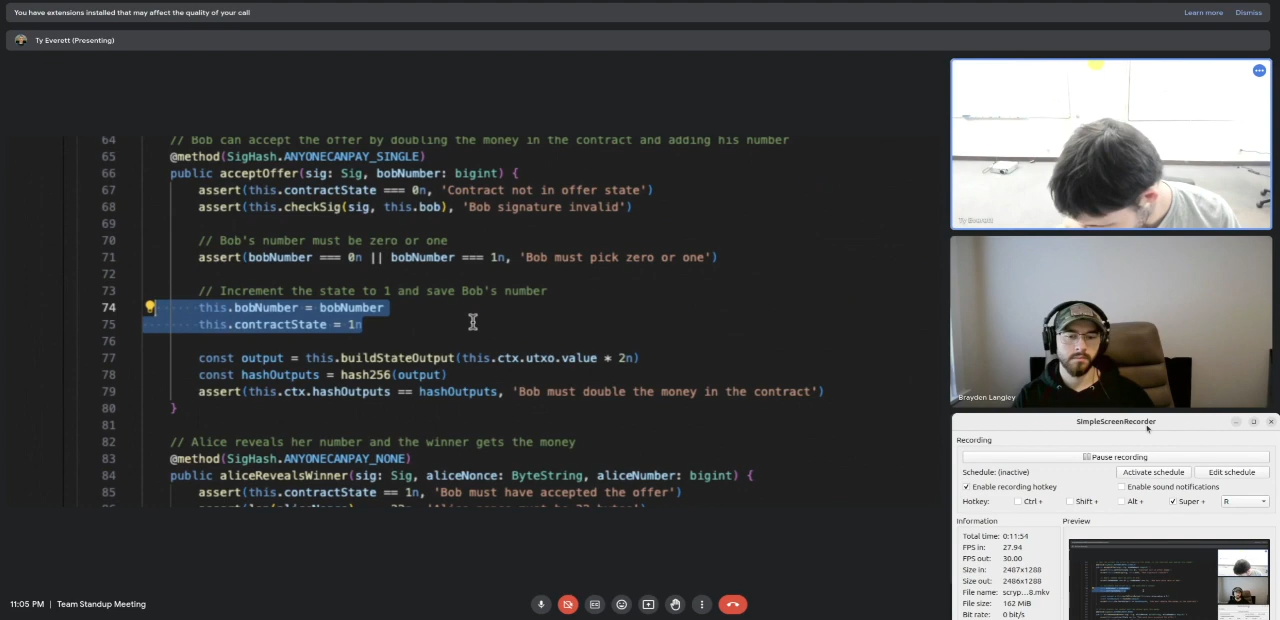 You have extensions installed that may affect the quality of your call
Learn more
Dismiss
Ty Everett (Presenting)
64 // Bob can accept the offer by doubling the money in the contract and adding his number
65 @method(SigHash.ANYONECANPAY_SINGLE)
66 public acceptOffer(sig: Sig, bobNumber: bigint) {
67 assert(this.contractState === 0n, 'Contract not in offer state')
68 assert(this.checkSig(sig, this.bob), 'Bob signature invalid')
69
70 // Bob's number must be zero or one
71 assert(bobNumber === 0n || bobNumber === 1n, 'Bob must pick zero or one')
72
73 // Increment the state to 1 and save Bob's number
74 this.bobNumber = bobNumber
75 this.contractState = 1n
76
77 const output = this.buildStateOutput(this.ctx.utxo.value * 2n)
78 const hashOutputs = hash256(output)
79 assert(this.ctx.hashOutputs == hashOutputs, 'Bob must double the money in the contract')
80 }
81
82 // Alice reveals her number and the winner gets the money
83 @method(SigHash.ANYONECANPAY_NONE)
84 public aliceRevealsWinner(sig: Sig, aliceNonce: ByteString, aliceNumber: bigint) {
85 assert(this.contractState == 1n, 'Bob must have accepted the offer')
Ty Everett
Brayden Langley
SimpleScreenRecorder
Recording
Pause recording
Schedule: (inactive)
Activate schedule
Edit schedule
Enable recording hotkey
Enable sound notifications
Hotkey:
Ctrl +
Shift +
Alt +
Super +
R
Information
Preview
Total time: 0:11:54
FPS in: 27.94
FPS out: 30.00
Size in: 2487x1288
Size out: 2486x1288
File name: scryp...8.mkv
File size: 162 MiB
Bit rate: 0 bit/s
11:05 PM | Team Standup Meeting